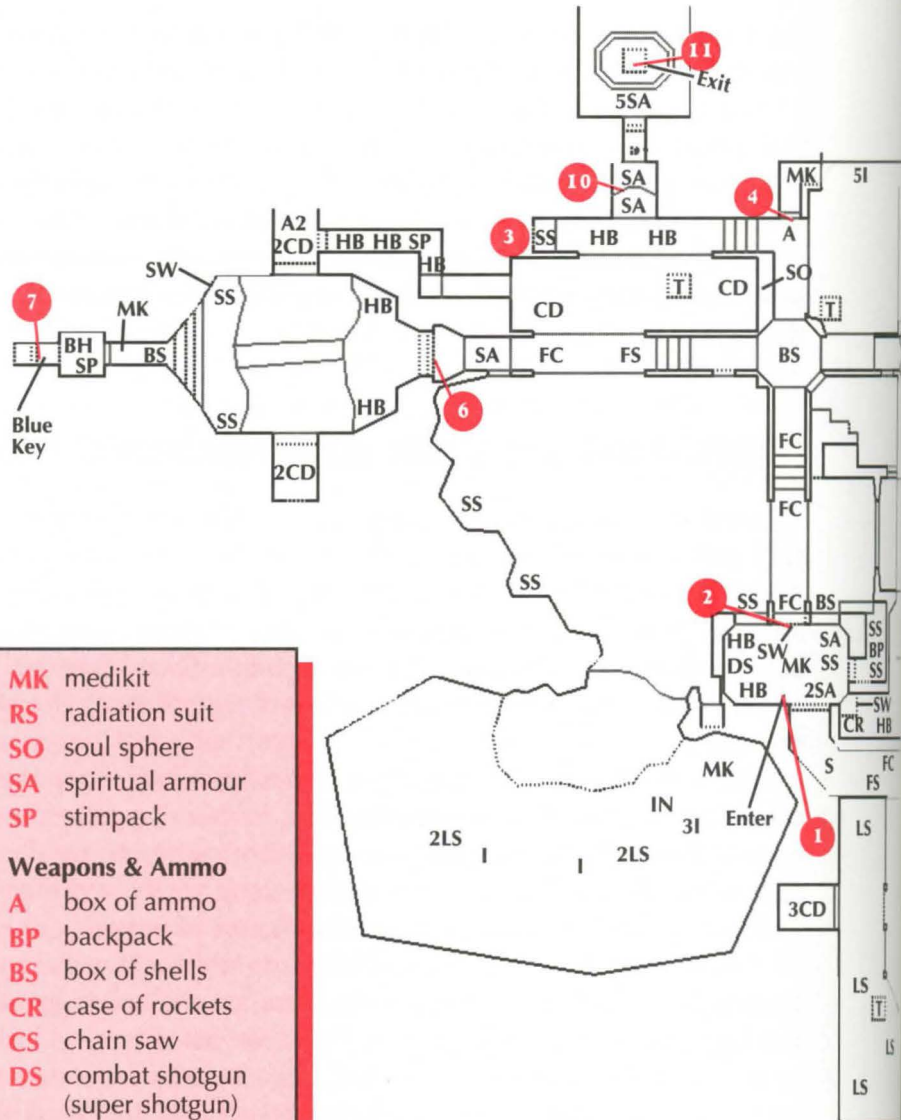 11
Exit
5SA
SA
10
SA
4
MK 5I
A2
2CD
HB HB SP
3
SS HB HB
A
SW
SS
HB
HB
SO
CD
T
CD
T
7
MK
BH
SP
BS
SA FC FS
BS
Blue
Key
SS
HB
6
2CD
FC
SS
FC
SS
2
SS FC BS
HB
SW
SA
SS
DS
MK
SS
BP
HB
2SA
SS
SW
CR
HB
MK
S
FC
FS
IN
3I
Enter
LS
2LS
I
I
2LS
1
3CD
LS
T
LS
LS
MK medikit
RS radiation suit
SO soul sphere
SA spiritual armour
SP stimpack
Weapons & Ammo
A box of ammo
BP backpack
BS box of shells
CR case of rockets
CS chain saw
DS combat shotgun
(super shotgun)